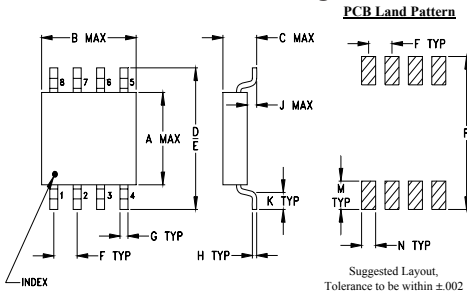 PCB Land Pattern
B MAX
C MAX
F TYP
8 7 6 5
J MAX
A MAX
D
E
K TYP
M
TYP
1 2 3 4
G TYP
F TYP
H TYP
N TYP
INDEX
Suggested Layout,
Tolerance to be within ±.002